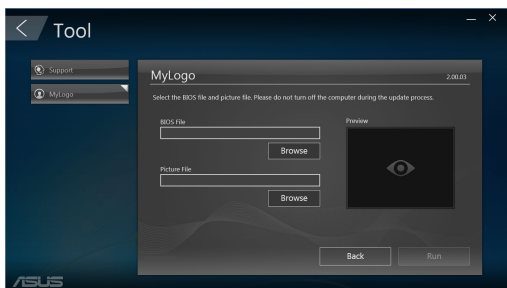 Tool
Support
MyLogo
MyLogo
2.00.03
Select the BIOS file and picture file. Please do not turn off the computer during the update process.
BIOS File
Preview
Browse
Picture File
Browse
Back
Run
ASUS